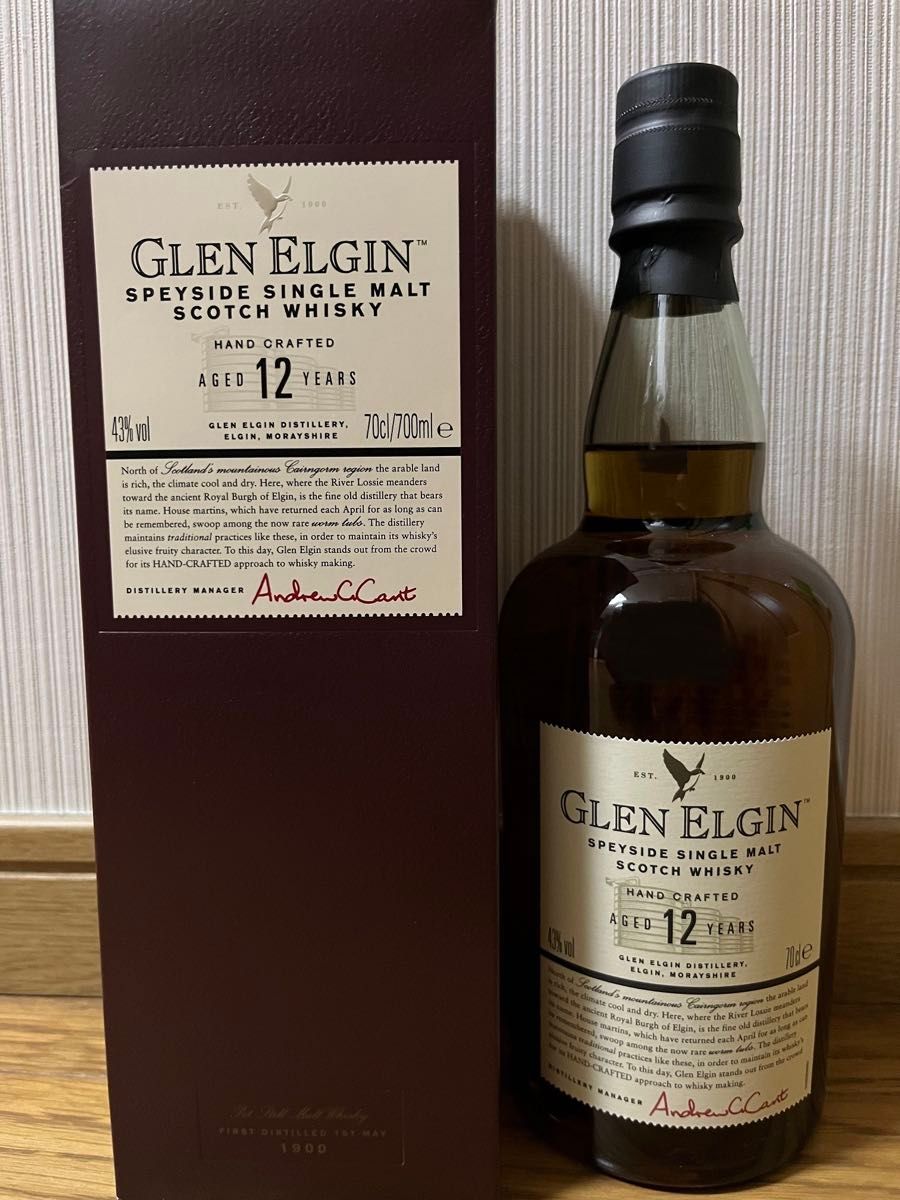 EST. 1900
GLEN ELGIN™
SPEYSIDE SINGLE MALT
SCOTCH WHISKY
HAND CRAFTED
AGED 12 YEARS
43% vol
GLEN ELGIN DISTILLERY,
ELGIN, MORAYSHIRE
70cl/700ml ℮
North of Scotland's mountainous Cairngorm region the arable land
is rich, the climate cool and dry. Here, where the River Lossie meanders
toward the ancient Royal Burgh of Elgin, is the fine old distillery that bears
its name. House martins, which have returned each April for as long as can
be remembered, swoop among the now rare worm tubs. The distillery
maintains traditional practices like these, in order to maintain its whisky's
elusive fruity character. To this day, Glen Elgin stands out from the crowd
for its HAND-CRAFTED approach to whisky making.
DISTILLERY MANAGER Andrew C Cant
Pot Still Malt Whisky
FIRST DISTILLED 1ST MAY
1900
EST. 1900
GLEN ELGIN™
SPEYSIDE SINGLE MALT
SCOTCH WHISKY
HAND CRAFTED
AGED 12 YEARS
43% vol
GLEN ELGIN DISTILLERY,
ELGIN, MORAYSHIRE
70cl ℮
North of Scotland's mountainous Cairngorm region the arable land
is rich, the climate cool and dry. Here, where the River Lossie meanders
toward the ancient Royal Burgh of Elgin, is the fine old distillery that bears
its name. House martins, which have returned each April for as long as can
be remembered, swoop among the now rare worm tubs. The distillery
maintains traditional practices like these, in order to maintain its whisky's
elusive fruity character. To this day, Glen Elgin stands out from the crowd
for its HAND-CRAFTED approach to whisky making.
DISTILLERY MANAGER Andrew C Cant